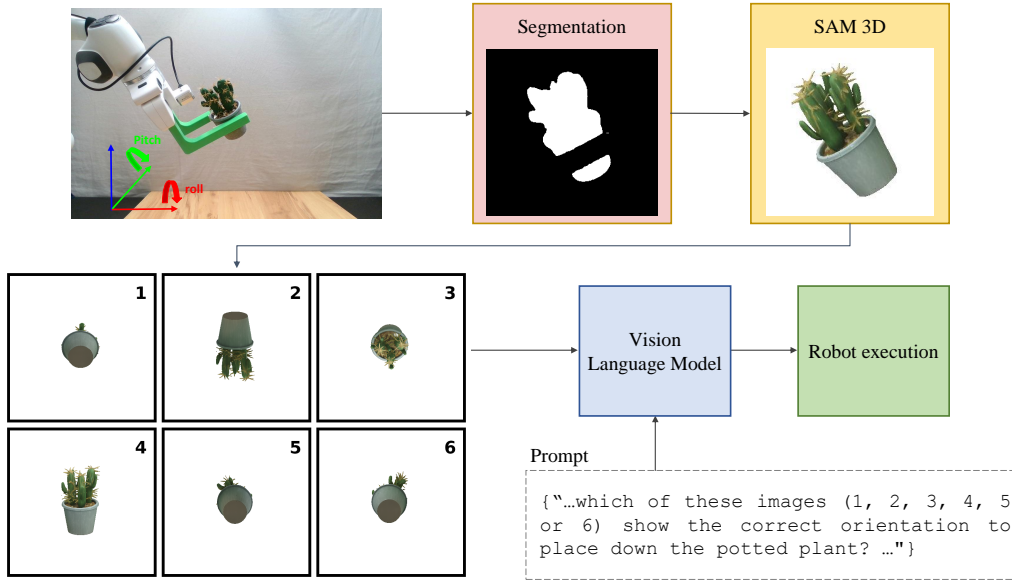 Pitch
roll
Segmentation
SAM 3D
1
2
3
4
5
6
Vision
Language Model
Robot execution
Prompt
{“…which of these images (1, 2, 3, 4, 5
or 6) show the correct orientation to
place down the potted plant? …"}